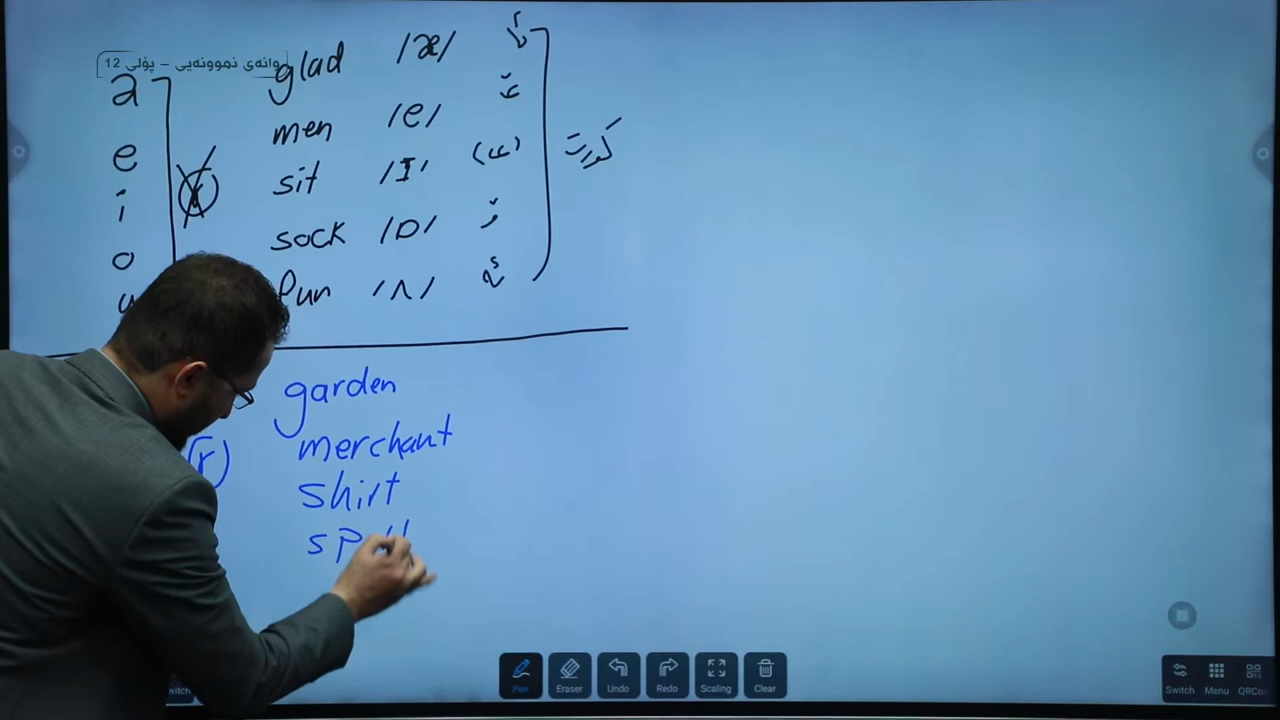 وانەی نموونەیی - پۆلی 12
a glad /æ/
e men /e/
i sit /I/
o sock /ɒ/
u fun /ʌ/
کورت
garden
(r) merchant
shirt
Pen Eraser Undo Redo Scaling Clear
Switch Menu